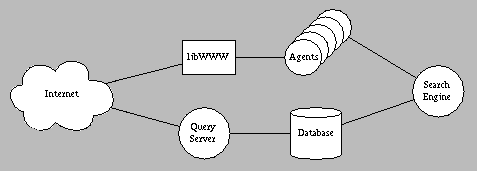 libWWW
Agents
Search
Engine
Internet
Query
Server
Database